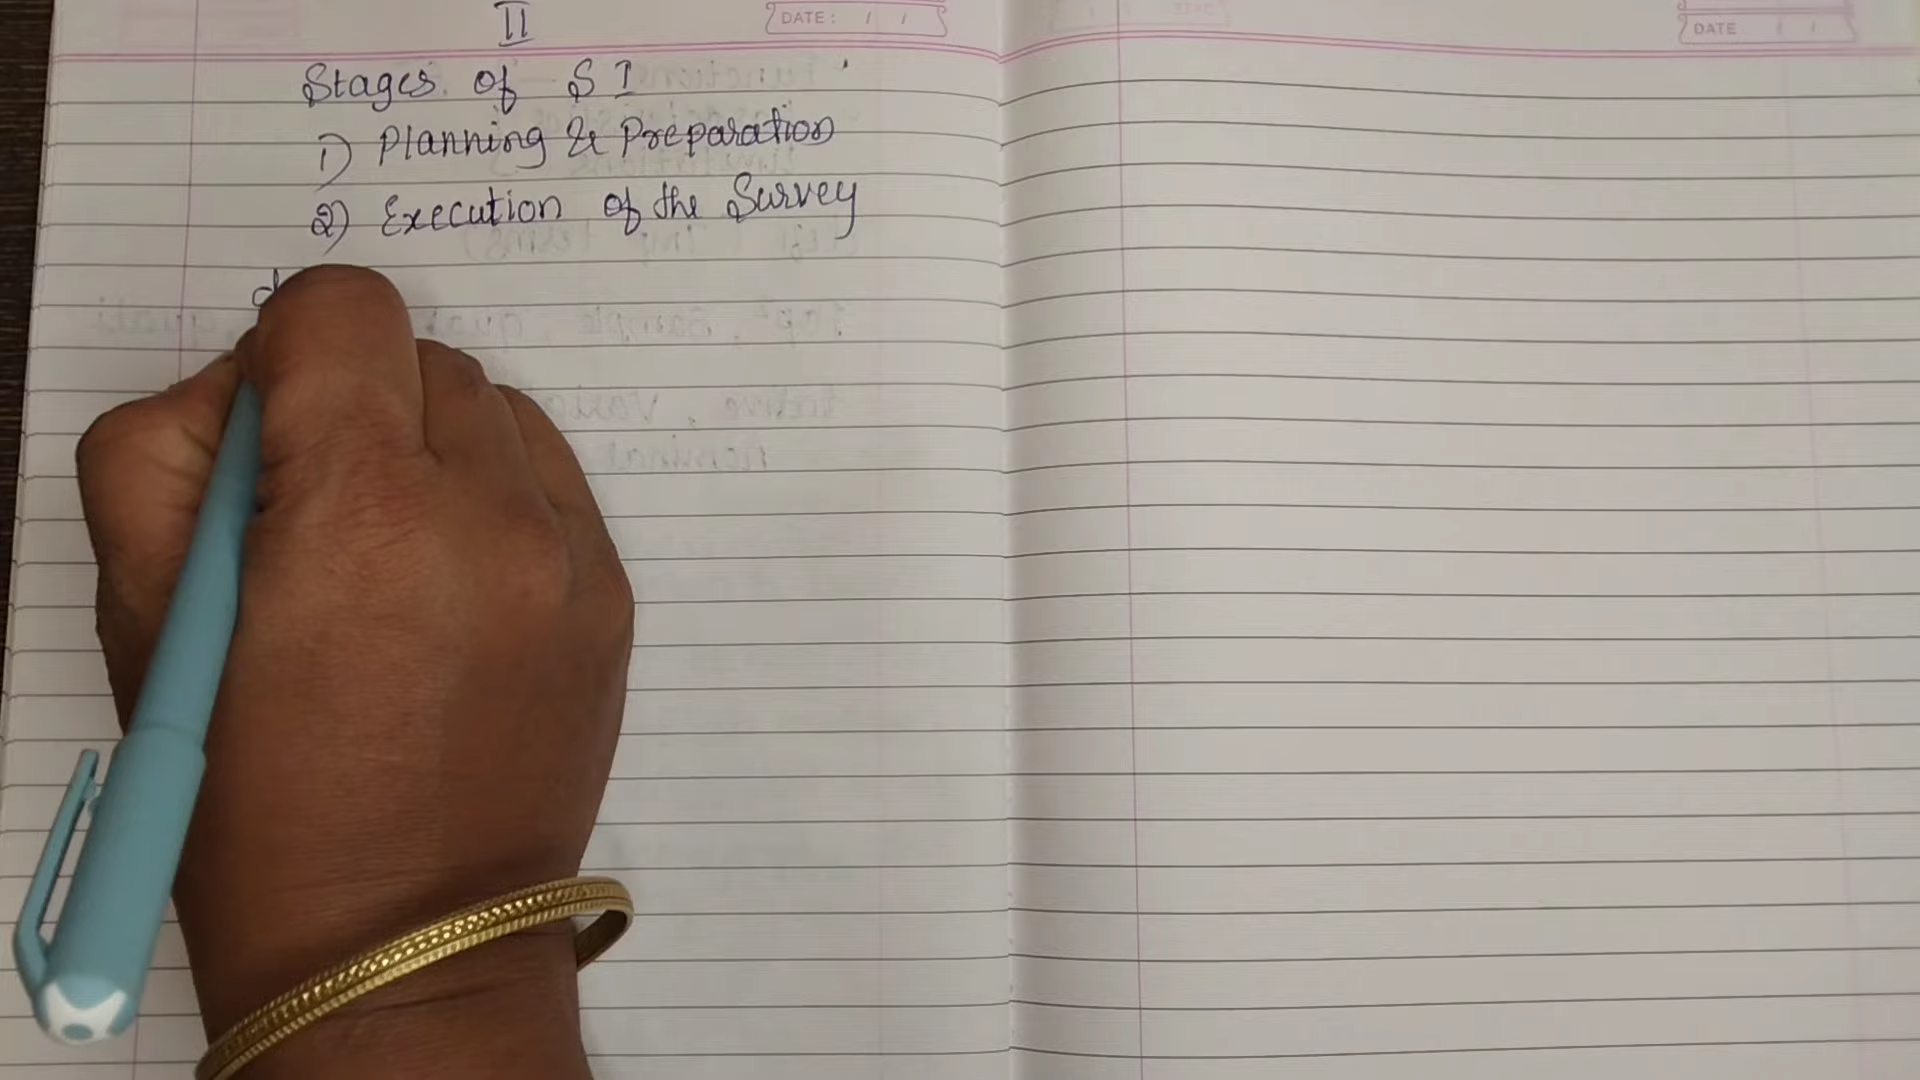 II
DATE : / /
DATE / /
Stages of S I
1) Planning & Preparation
2) Execution of the Survey
d